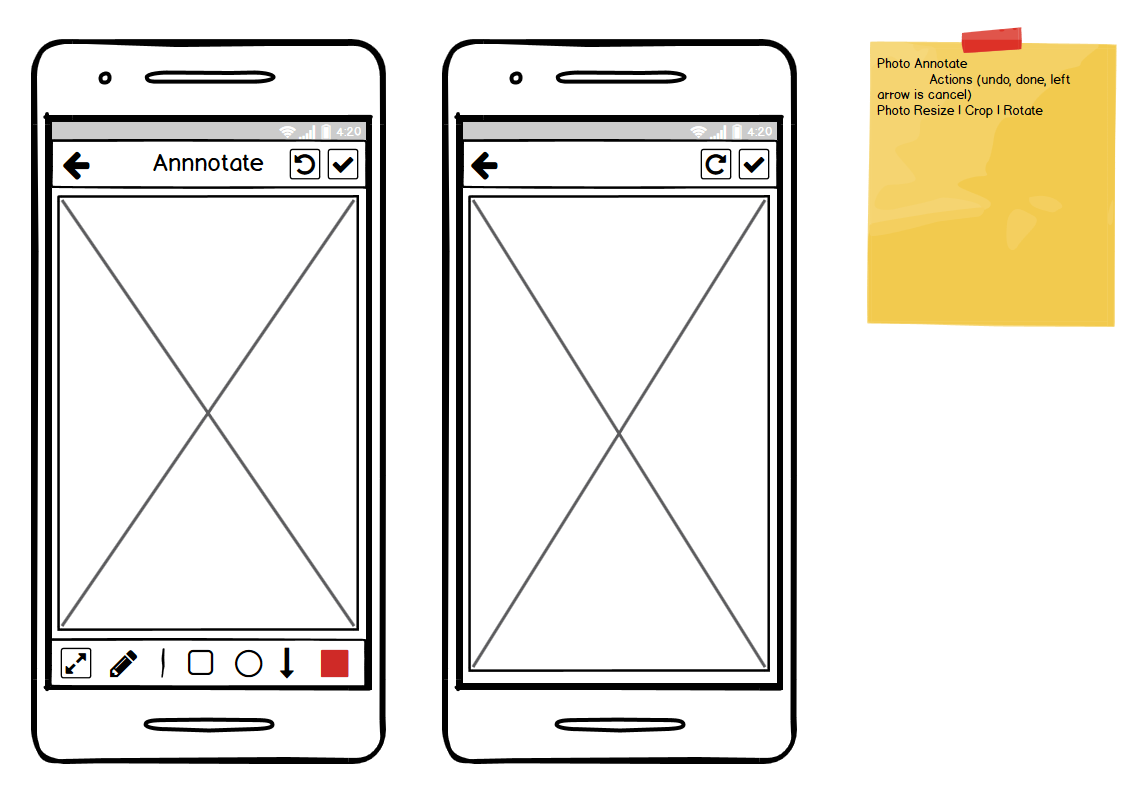 4:20
Annnotate
4:20
Photo Annotate
Actions (undo, done, left
arrow is cancel)
Photo Resize | Crop | Rotate